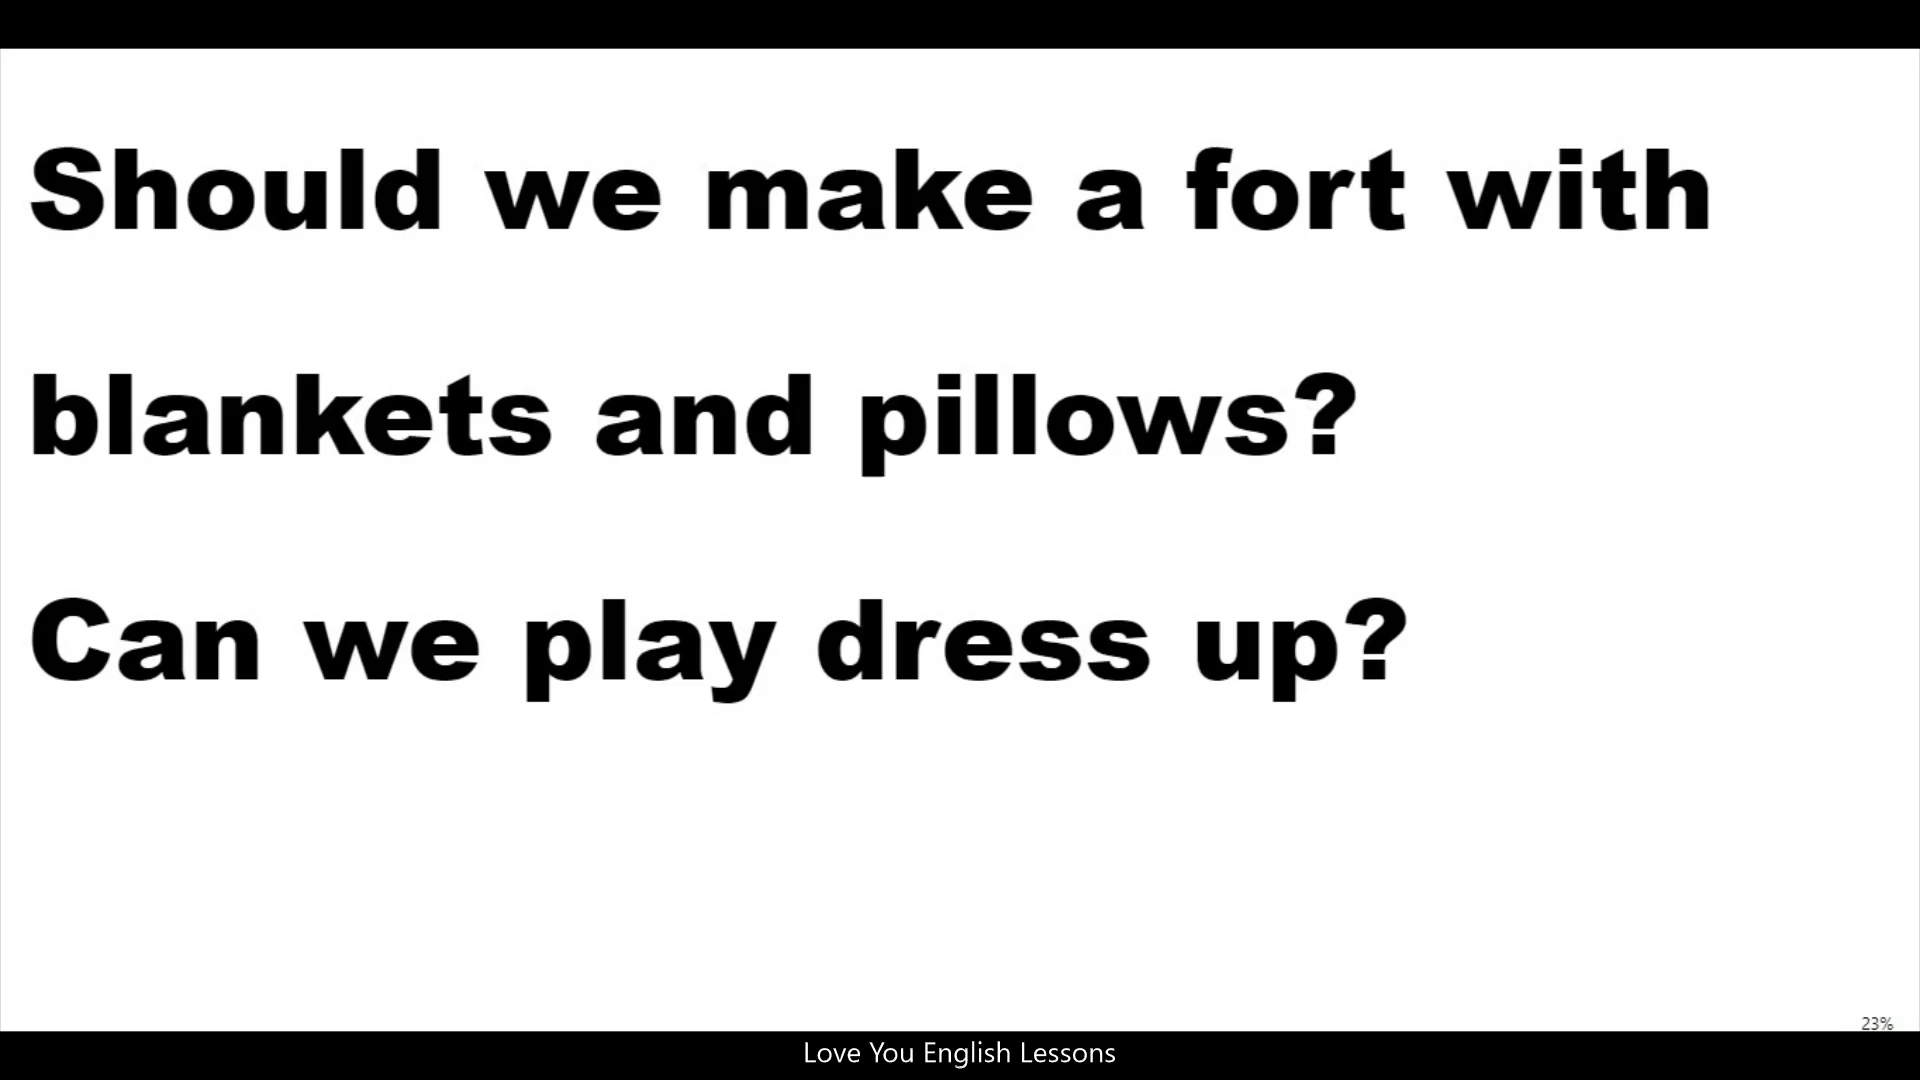 Should we make a fort with
blankets and pillows?
Can we play dress up?
23%
Love You English Lessons